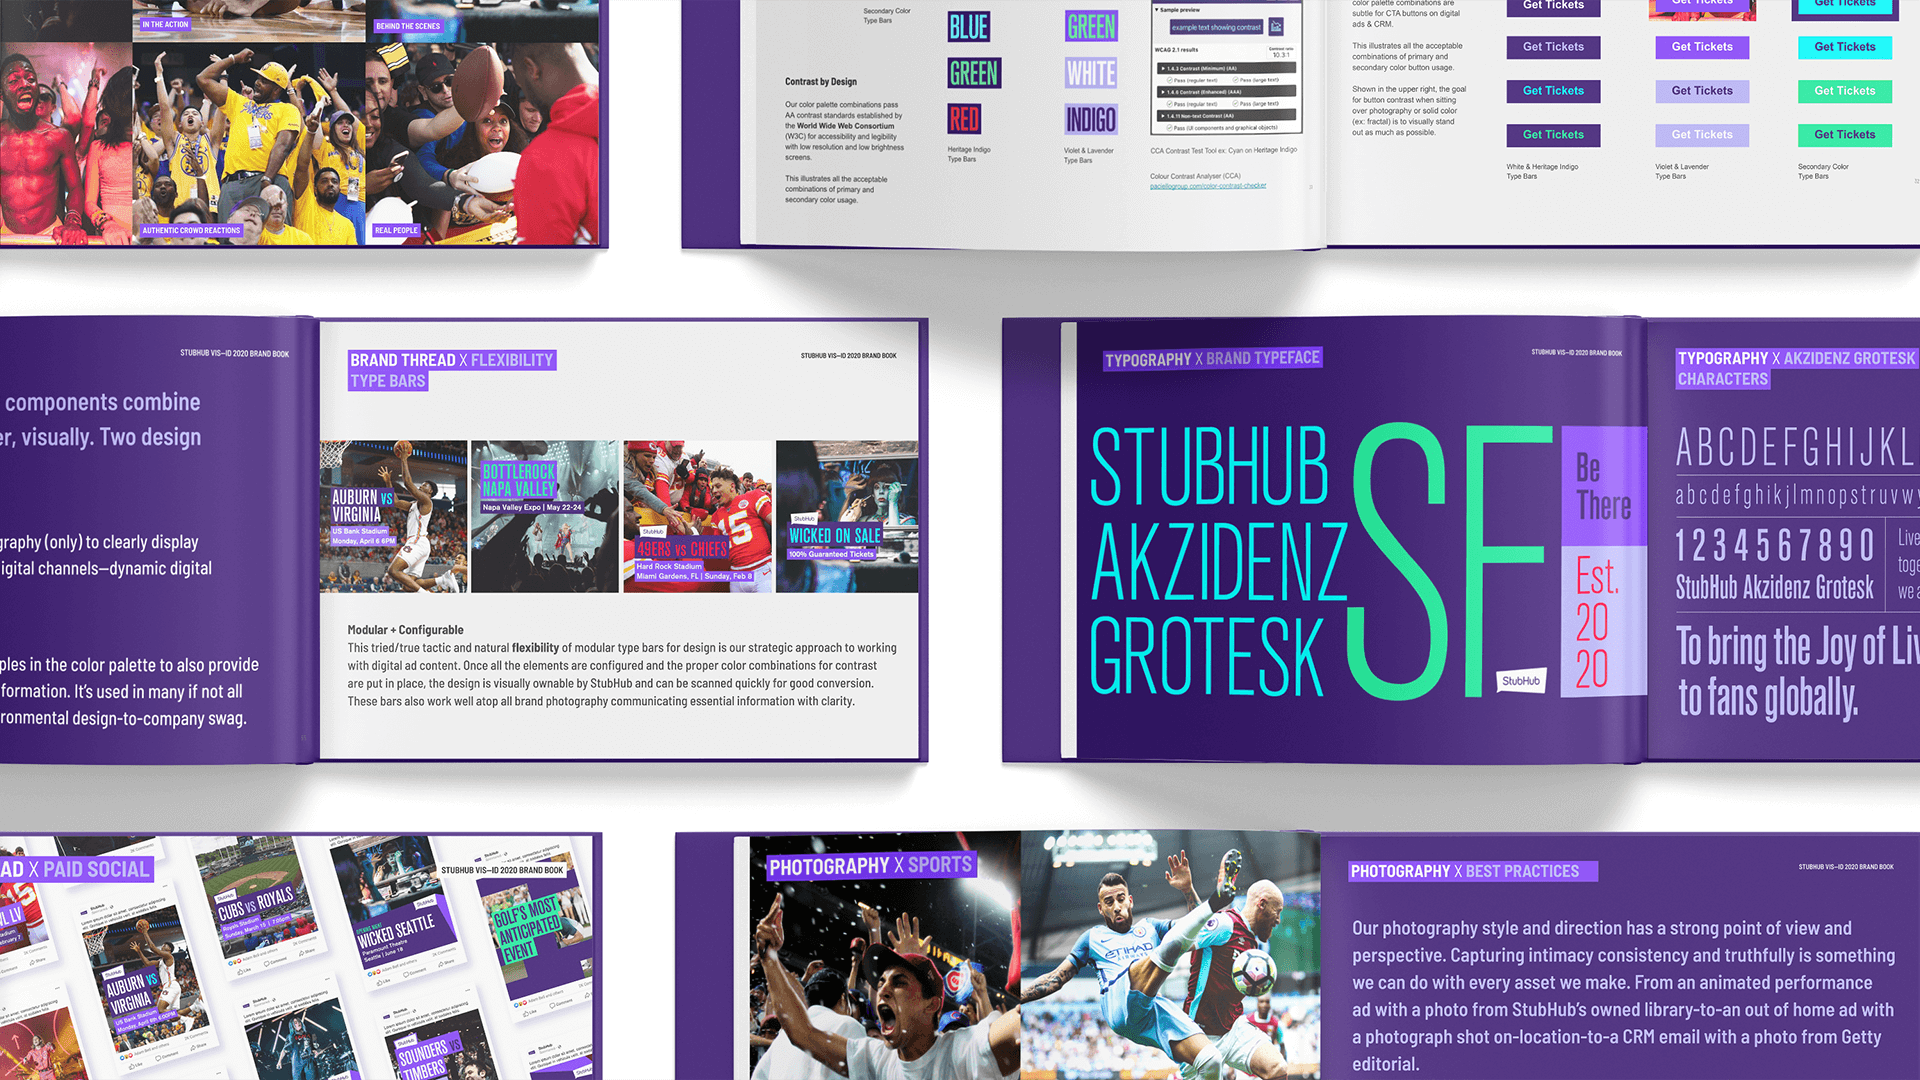 IN THE ACTION
BEHIND THE SCENES
AUTHENTIC CROWD REACTIONS
REAL PEOPLE
Secondary Color
Type Bars
Contrast by Design
Our color palette combinations pass
AA contrast standards established by
the World Wide Web Consortium
(W3C) for accessibility and legibility
with low resolution and low brightness
screens.
This illustrates all the acceptable
combinations of primary and
secondary color usage.
BLUE
GREEN
RED
Heritage Indigo
Type Bars
GREEN
WHITE
INDIGO
Violet & Lavender
Type Bars
Sample preview
example text showing contrast
WCAG 2.1 results
Contrast ratio
10.3:1
1.4.3 Contrast (Minimum) (AA)
Pass (regular text) Pass (large text)
1.4.6 Contrast (Enhanced) (AAA)
Pass (regular text) Pass (large text)
1.4.11 Non-text Contrast (AA)
Pass (UI components and graphical objects)
CCA Contrast Test Tool ex: Cyan on Heritage Indigo
Colour Contrast Analyser (CCA)
paciellogroup.com/color-contrast-checker
color palette combinations are
subtle for CTA buttons on digital
ads & CRM.
This illustrates all the acceptable
combinations of primary and
secondary color button usage.
Shown in the upper right, the goal
for button contrast when sitting
over photography or solid color
(ex: fractal) is to visually stand
out as much as possible.
Get Tickets
Get Tickets
Get Tickets
Get Tickets
White & Heritage Indigo
Type Bars
Get Tickets
Get Tickets
Get Tickets
Get Tickets
Violet & Lavender
Type Bars
Get Tickets
Get Tickets
Get Tickets
Get Tickets
Secondary Color
Type Bars
STUBHUB VIS–ID 2020 BRAND BOOK
components combine
er, visually. Two design
graphy (only) to clearly display
igital channels—dynamic digital
ples in the color palette to also provide
formation. It's used in many if not all
ronmental design-to-company swag.
BRAND THREAD X FLEXIBILITY
TYPE BARS
STUBHUB VIS–ID 2020 BRAND BOOK
AUBURN VS
VIRGINIA
US Bank Stadium
Monday, April 6 6PM
BOTTLEROCK
NAPA VALLEY
Napa Valley Expo | May 22-24
StubHub
49ERS VS CHIEFS
Hard Rock Stadium
Miami Gardens, FL | Sunday, Feb 8
StubHub
WICKED ON SALE
100% Guaranteed Tickets
Modular + Configurable
This tried/true tactic and natural flexibility of modular type bars for design is our strategic approach to working
with digital ad content. Once all the elements are configured and the proper color combinations for contrast
are put in place, the design is visually ownable by StubHub and can be scanned quickly for good conversion.
These bars also work well atop all brand photography communicating essential information with clarity.
TYPOGRAPHY X BRAND TYPEFACE
STUBHUB VIS–ID 2020 BRAND BOOK
STUBHUB
AKZIDENZ
GROTESK
SF
StubHub
Be
There
Est.
20
20
TYPOGRAPHY X AKZIDENZ GROTESK
CHARACTERS
ABCDEFGHIJKL
abcdefghikjlmnopqrstuvwy
1234567890
StubHub Akzidenz Grotesk
Live
toge
we a
To bring the Joy of Liv
to fans globally.
AD X PAID SOCIAL
STUBHUB VIS–ID 2020 BRAND BOOK
AUBURN VS
VIRGINIA
US Bank Stadium
Monday, April 6th 6:00PM
CUBS VS ROYALS
WICKED SEATTLE
Paramount Theatre
Seattle | June 18
GOLF'S MOST
ANTICIPATED
EVENT
SOUNDERS VS
TIMBERS
PHOTOGRAPHY X SPORTS
ETIHAD
AIRWAYS
PHOTOGRAPHY X BEST PRACTICES
STUBHUB VIS–ID 2020 BRAND BOOK
Our photography style and direction has a strong point of view and
perspective. Capturing intimacy consistency and truthfully is something
we can do with every asset we make. From an animated performance
ad with a photo from StubHub's owned library-to-an out of home ad with
a photograph shot on-location-to-a CRM email with a photo from Getty
editorial.